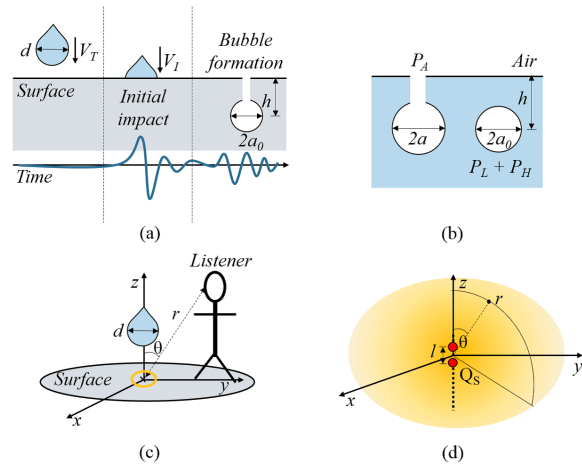 d
V_T
V_I
Bubble
formation
Surface
Initial
impact
h
2a_0
Time
(a)
P_A
Air
h
2a
2a_0
P_L + P_H
(b)
z
Listener
r
d
θ
Surface
y
x
(c)
z
r
θ
l
Q_S
y
x
(d)